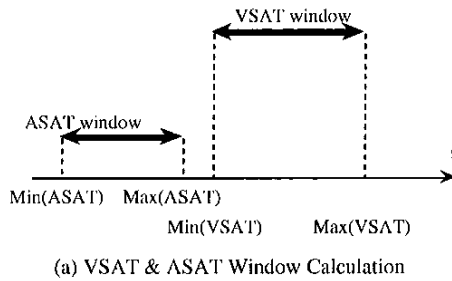 VSAT window
ASAT window
Min(ASAT) Max(ASAT)
Min(VSAT) Max(VSAT)
(a) VSAT & ASAT Window Calculation